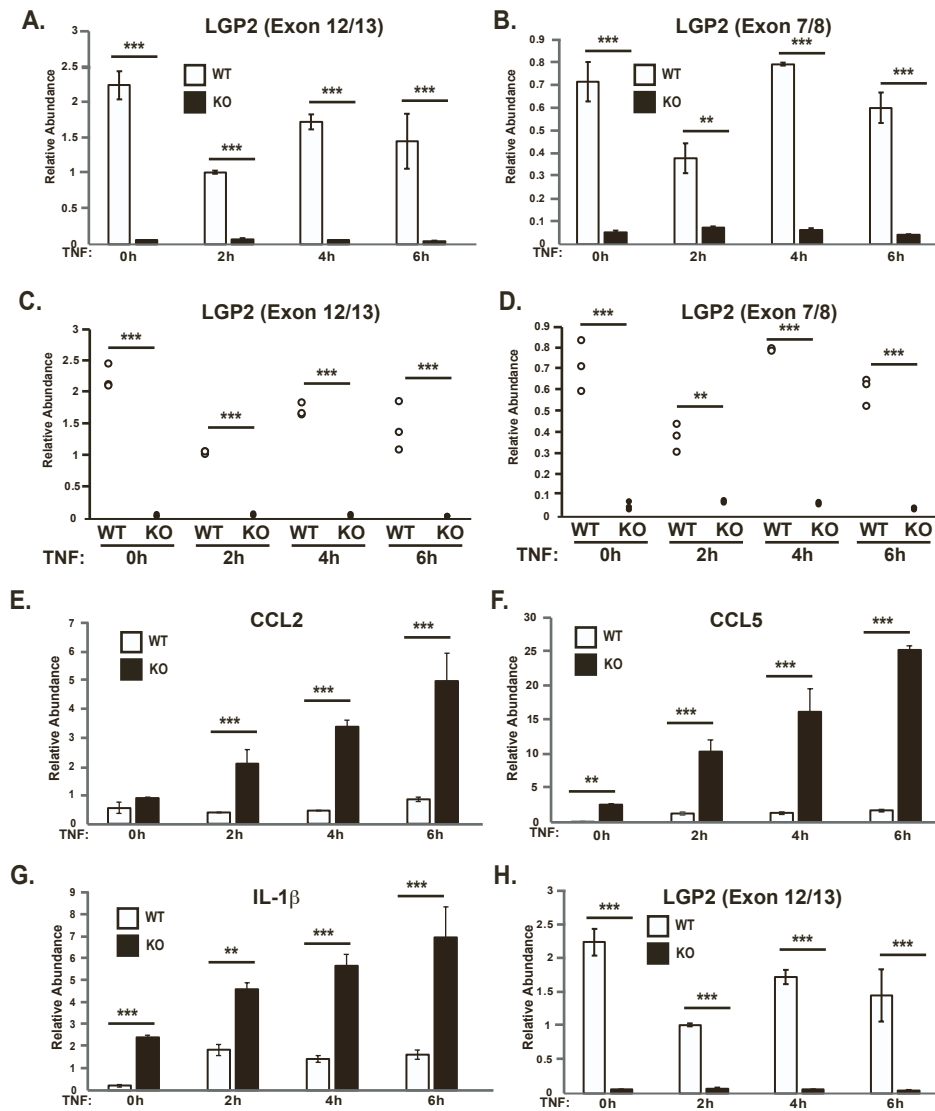 A.
LGP2 (Exon 12/13)
Relative Abundance
3
2.5
2
1.5
1
0.5
0
WT
KO
***
***
***
***
TNF:
0h
2h
4h
6h
B.
LGP2 (Exon 7/8)
Relative Abundance
0.9
0.8
0.7
0.6
0.5
0.4
0.3
0.2
0.1
0
WT
KO
***
**
***
***
TNF:
0h
2h
4h
6h
C.
LGP2 (Exon 12/13)
Relative Abundance
3
2.5
2
1.5
1
0.5
0
***
***
***
***
WT KO WT KO WT KO WT KO
TNF: 0h 2h 4h 6h
D.
LGP2 (Exon 7/8)
Relative Abundance
0.9
0.8
0.7
0.6
0.5
0.4
0.3
0.2
0.1
0
***
**
***
***
WT KO WT KO WT KO WT KO
TNF: 0h 2h 4h 6h
E.
CCL2
Relative Abundance
7
6
5
4
3
2
1
0
WT
KO
***
***
***
TNF:
0h
2h
4h
6h
F.
CCL5
Relative Abundance
30
25
20
15
10
5
0
WT
KO
**
***
***
***
TNF:
0h
2h
4h
6h
G.
IL-1β
Relative Abundance
9
8
7
6
5
4
3
2
1
0
WT
KO
***
**
***
***
TNF:
0h
2h
4h
6h
H.
LGP2 (Exon 12/13)
Relative Abundance
3
2.5
2
1.5
1
0.5
0
WT
KO
***
***
***
***
TNF:
0h
2h
4h
6h